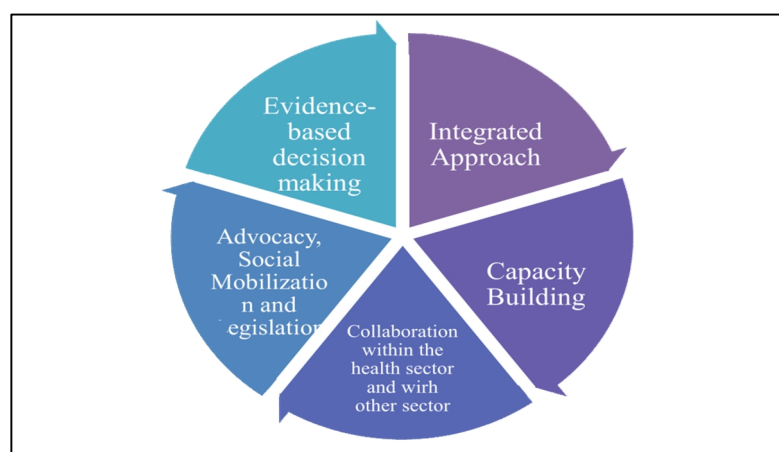 Evidence-
based
decision
making
Integrated
Approach
Advocacy,
Social
Mobilizatio
n and
Legislation
Capacity
Building
Collaboration
within the
health sector
and wirh
other sector